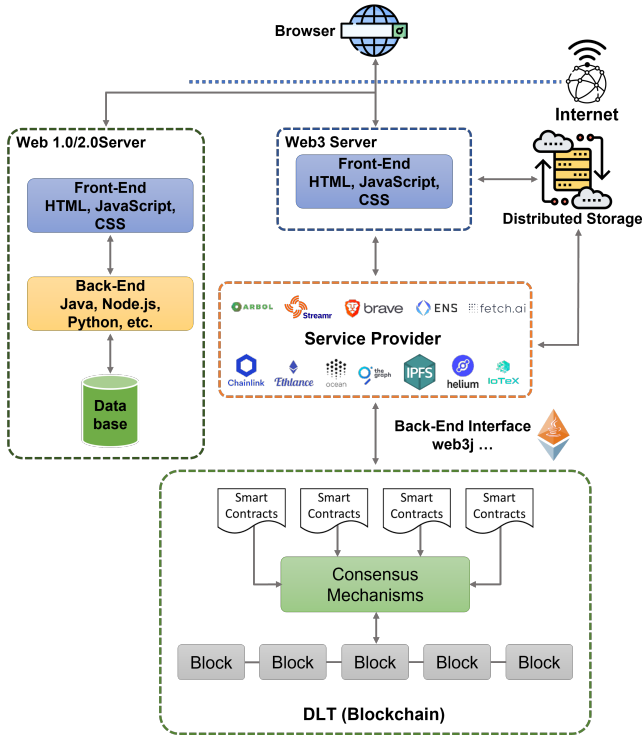 Browser
Internet
Web 1.0/2.0Server
Front-End
HTML, JavaScript,
CSS
Back-End
Java, Node.js,
Python, etc.
Data
base
Web3 Server
Front-End
HTML, JavaScript,
CSS
Distributed Storage
ARBOL
Streamr
brave
ENS
fetch.ai
Service Provider
Chainlink
Ethlance
ocean
the
graph
IPFS
helium
IoTeX
Back-End Interface
web3j ...
Smart
Contracts
Smart
Contracts
Smart
Contracts
Smart
Contracts
Consensus
Mechanisms
Block
Block
Block
Block
Block
DLT (Blockchain)